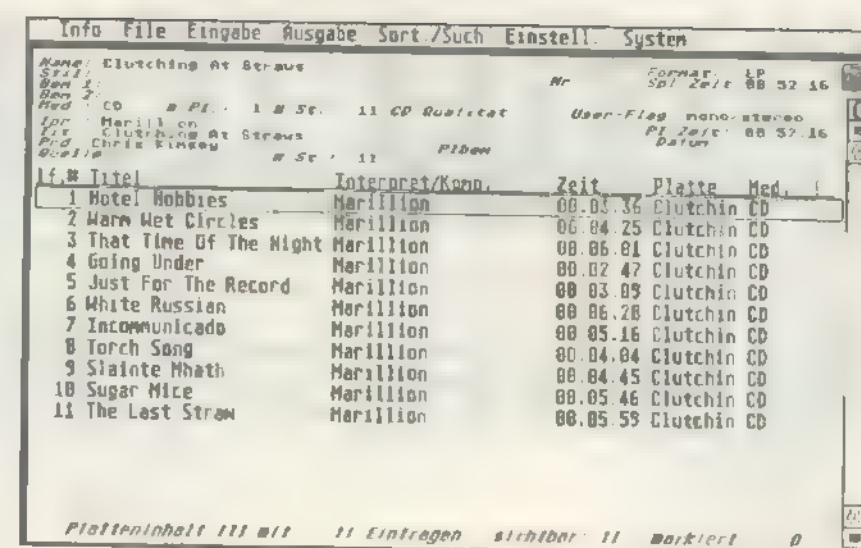 Info File Eingabe Ausgabe Sort./Such Einstell. System
Name: Clutching At Straws
Stil:
Bem 1:
Bem 2:
Nr Format: LP
Spl Zeit 00 52 16
Med : CD # Pl. : 1 # St. 11 CD Qualitat User-Flag mono-stereo
Ipr : Marillion Pl Zeit: 00 52.16
Tit Clutching At Straws Datum
Prd Chris Kimsey
Quelle # St : 11
lf.# Titel Interpret/Komp. Zeit Platte Med.
1 Hotel Hobbies Marillion 00.03.36 Clutchin CD
2 Warm Wet Circles Marillion 00.04.25 Clutchin CD
3 That Time Of The Night Marillion 00.06.01 Clutchin CD
4 Going Under Marillion 00.02 47 Clutchin CD
5 Just For The Record Marillion 00 03.09 Clutchin CD
6 White Russian Marillion 00 06.28 Clutchin CD
7 Incommunicado Marillion 00 05.16 Clutchin CD
8 Torch Song Marillion 00.04.04 Clutchin CD
9 Slainte Mhath Marillion 00.04.45 Clutchin CD
10 Sugar Mice Marillion 00.05.46 Clutchin CD
11 The Last Straw Marillion 00.05 59 Clutchin CD
Platteninhalt mit 11 Eintragen sichtbar: 11 markiert 0